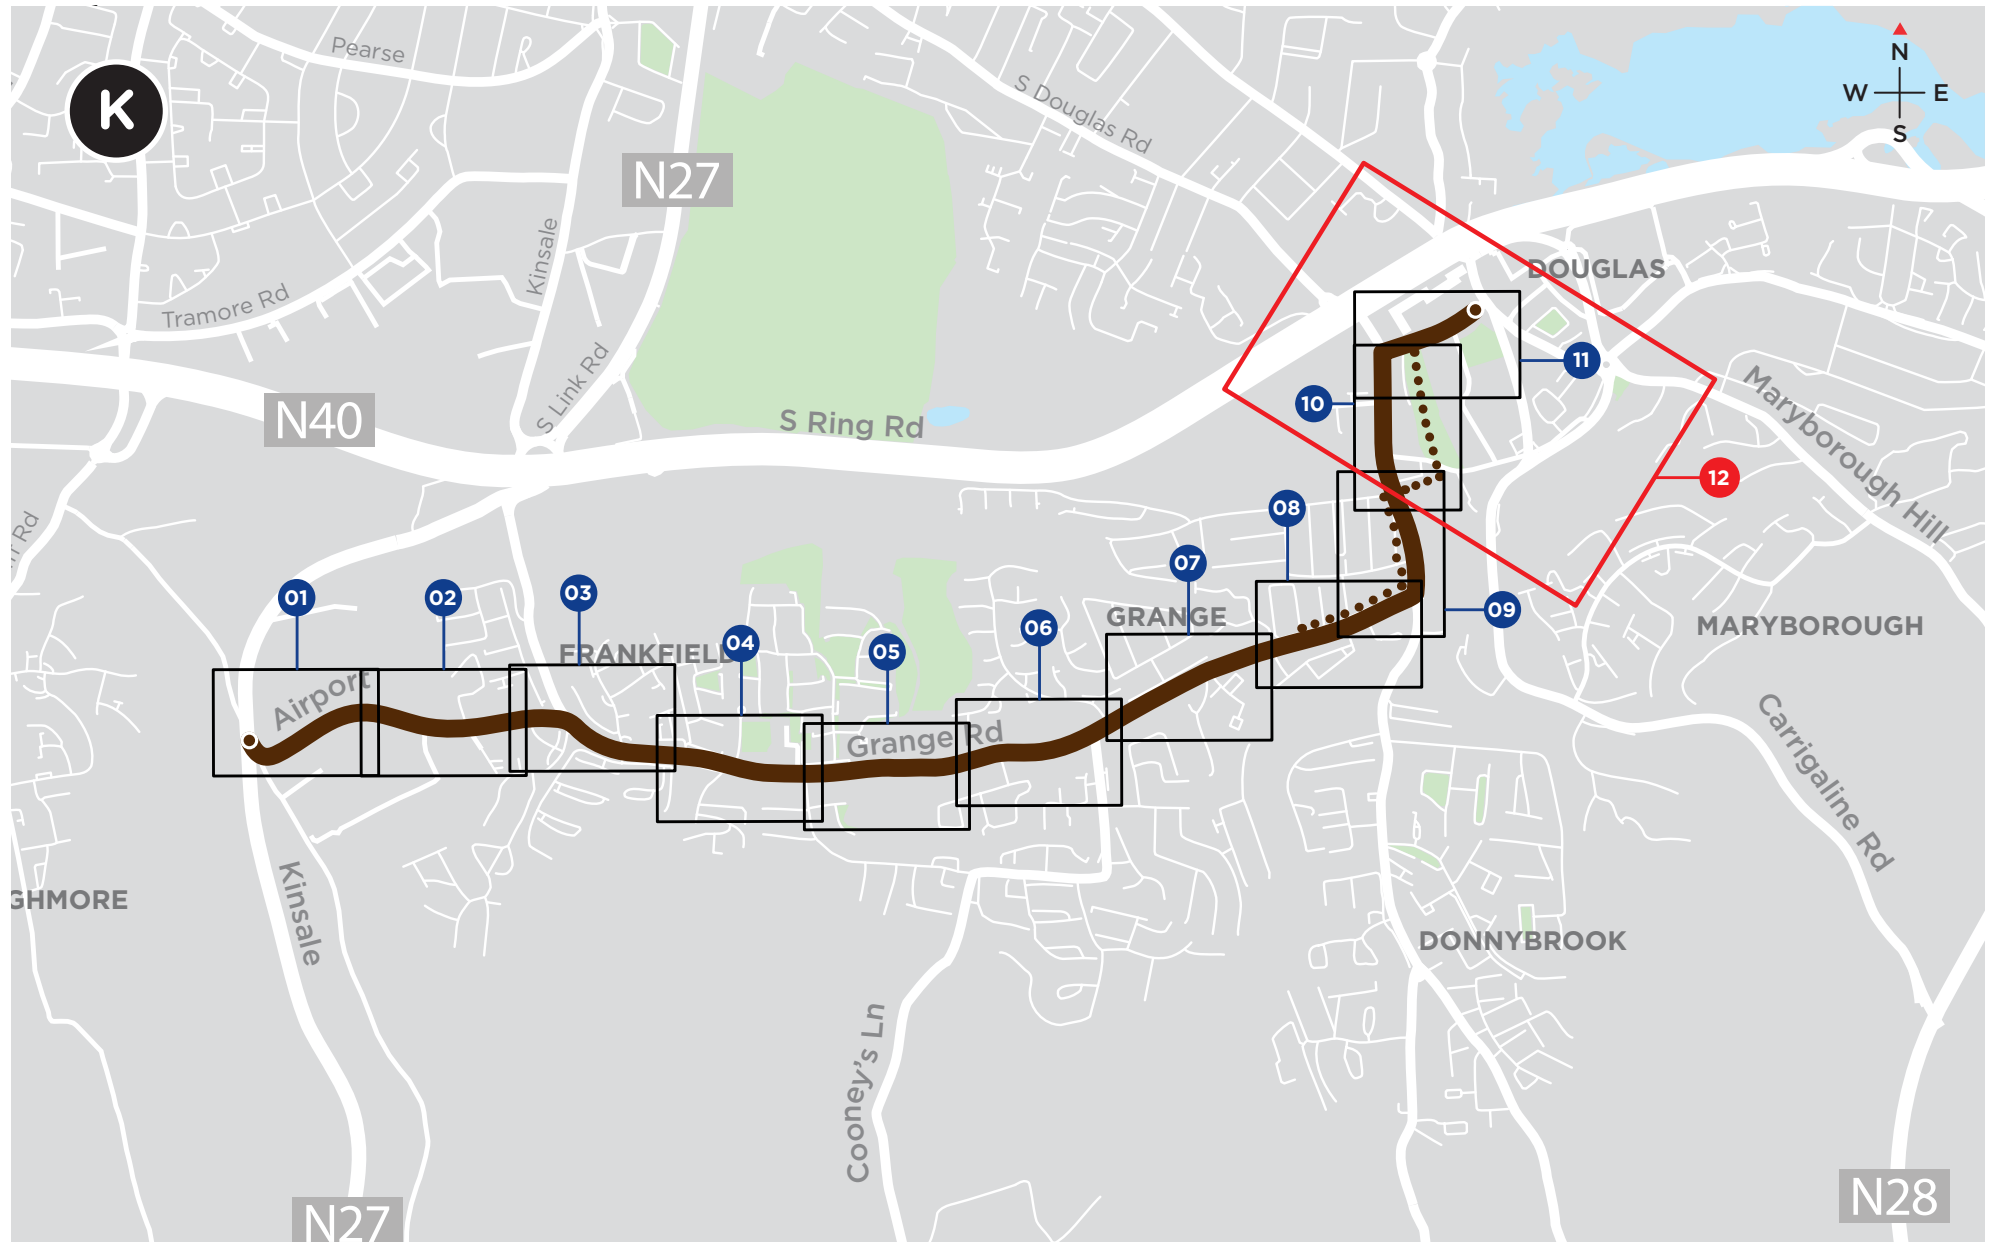 Pearse
K
N
W E
S
S Douglas Rd
N27
Kinsale
DOUGLAS
Tramore Rd
11
S Link Rd
10
Maryborough Hill
N40
S Ring Rd
12
08
07
03
01
02
09
GRANGE
06
MARYBOROUGH
04
FRANKFIELD
05
Airport
Grange Rd
Carrigaline Rd
Kinsale
GHMORE
DONNYBROOK
Cooney's Ln
N28
N27